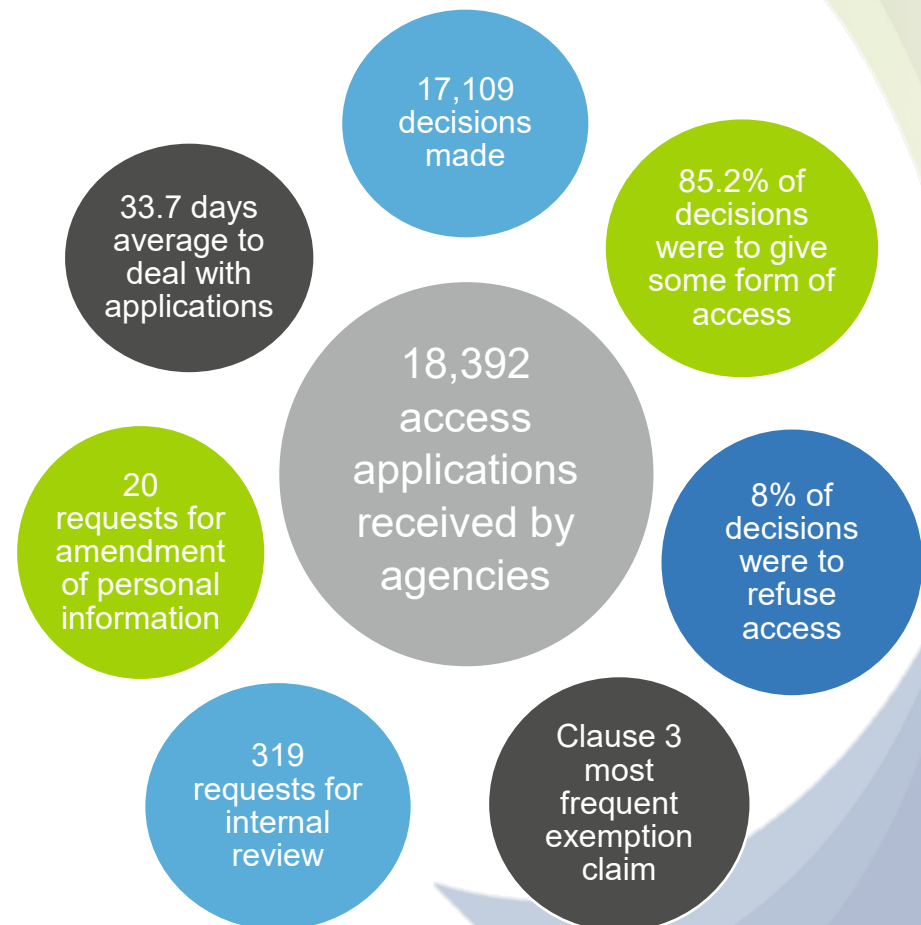 17,109
decisions
made
85.2% of
decisions
were to give
some form of
access
33.7 days
average to
deal with
applications
18,392
access
applications
received by
agencies
20
requests for
amendment
of personal
information
8% of
decisions
were to
refuse
access
319
requests for
internal
review
Clause 3
most
frequent
exemption
claim